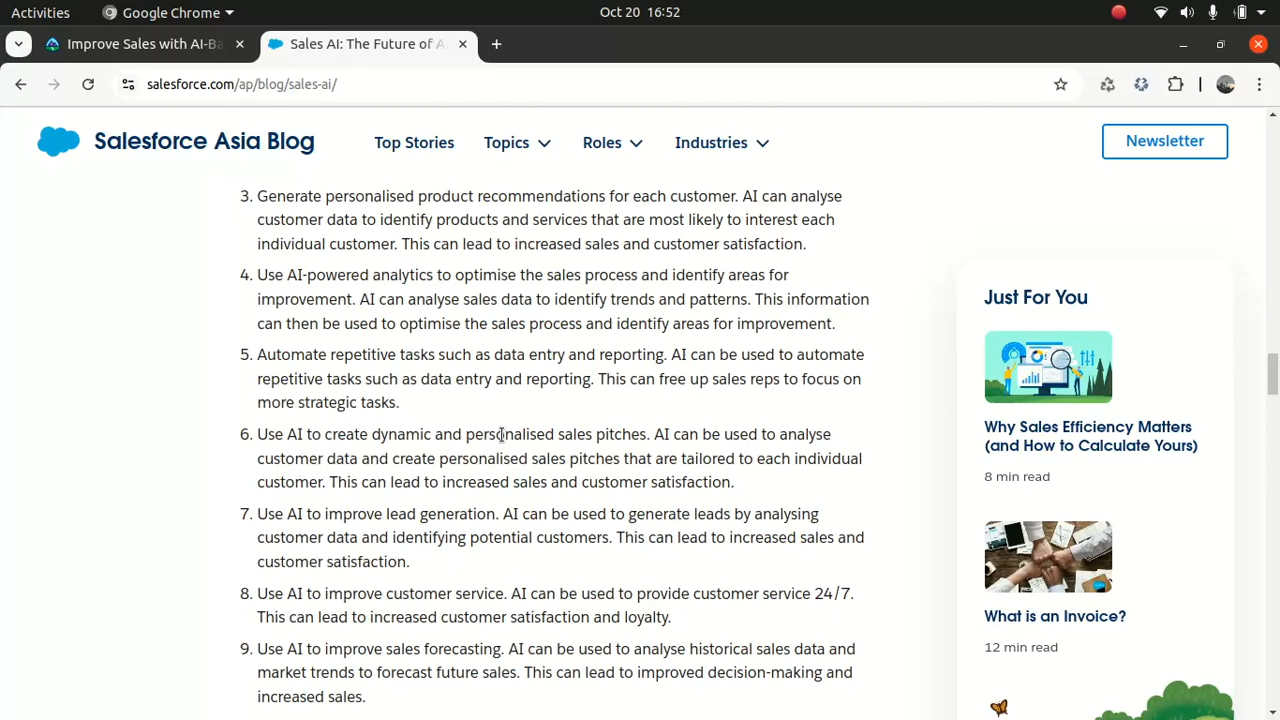 Activities Google Chrome Oct 20 16:52
Improve Sales with AI-Ba Sales AI: The Future of A
salesforce.com/ap/blog/sales-ai/
Salesforce Asia Blog Top Stories Topics Roles Industries Newsletter
3. Generate personalised product recommendations for each customer. AI can analyse
customer data to identify products and services that are most likely to interest each
individual customer. This can lead to increased sales and customer satisfaction.
4. Use AI-powered analytics to optimise the sales process and identify areas for
improvement. AI can analyse sales data to identify trends and patterns. This information
can then be used to optimise the sales process and identify areas for improvement.
5. Automate repetitive tasks such as data entry and reporting. AI can be used to automate
repetitive tasks such as data entry and reporting. This can free up sales reps to focus on
more strategic tasks.
6. Use AI to create dynamic and personalised sales pitches. AI can be used to analyse
customer data and create personalised sales pitches that are tailored to each individual
customer. This can lead to increased sales and customer satisfaction.
7. Use AI to improve lead generation. AI can be used to generate leads by analysing
customer data and identifying potential customers. This can lead to increased sales and
customer satisfaction.
8. Use AI to improve customer service. AI can be used to provide customer service 24/7.
This can lead to increased customer satisfaction and loyalty.
9. Use AI to improve sales forecasting. AI can be used to analyse historical sales data and
market trends to forecast future sales. This can lead to improved decision-making and
increased sales.
Just For You
Why Sales Efficiency Matters
(and How to Calculate Yours)
8 min read
What is an Invoice?
12 min read